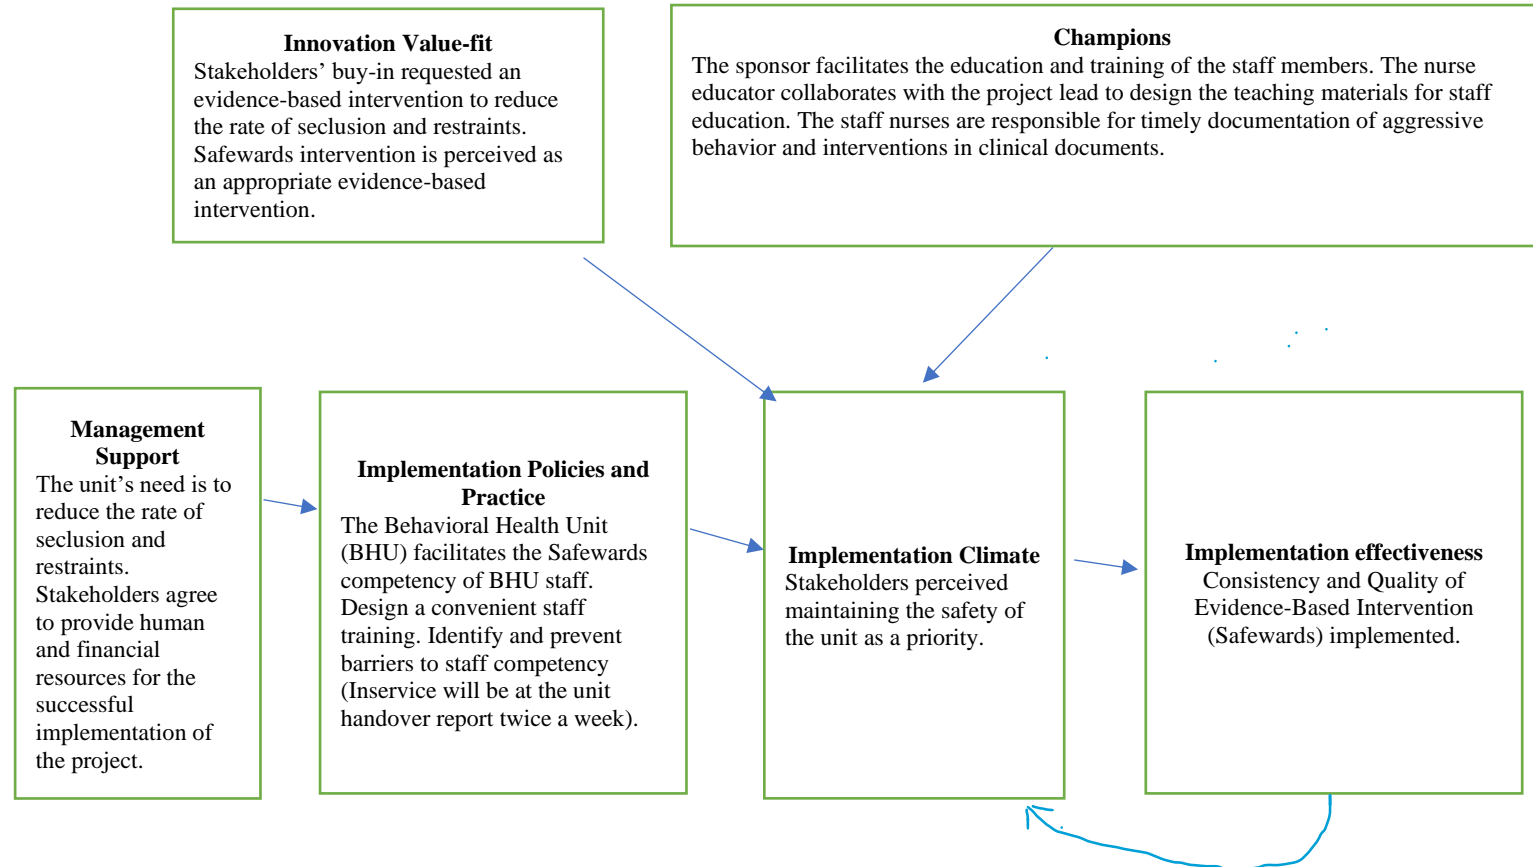 Innovation Value-fit
Stakeholders’ buy-in requested an
evidence-based intervention to reduce
the rate of seclusion and restraints.
Safewards intervention is perceived as
an appropriate evidence-based
intervention.
Champions
The sponsor facilitates the education and training of the staff members. The nurse
educator collaborates with the project lead to design the teaching materials for staff
education. The staff nurses are responsible for timely documentation of aggressive
behavior and interventions in clinical documents.
Management
Support
The unit’s need is to
reduce the rate of
seclusion and
restraints.
Stakeholders agree
to provide human
and financial
resources for the
successful
implementation of
the project.
Implementation Policies and
Practice
The Behavioral Health Unit
(BHU) facilitates the Safewards
competency of BHU staff.
Design a convenient staff
training. Identify and prevent
barriers to staff competency
(Inservice will be at the unit
handover report twice a week).
Implementation Climate
Stakeholders perceived
maintaining the safety of
the unit as a priority.
Implementation effectiveness
Consistency and Quality of
Evidence-Based Intervention
(Safewards) implemented.